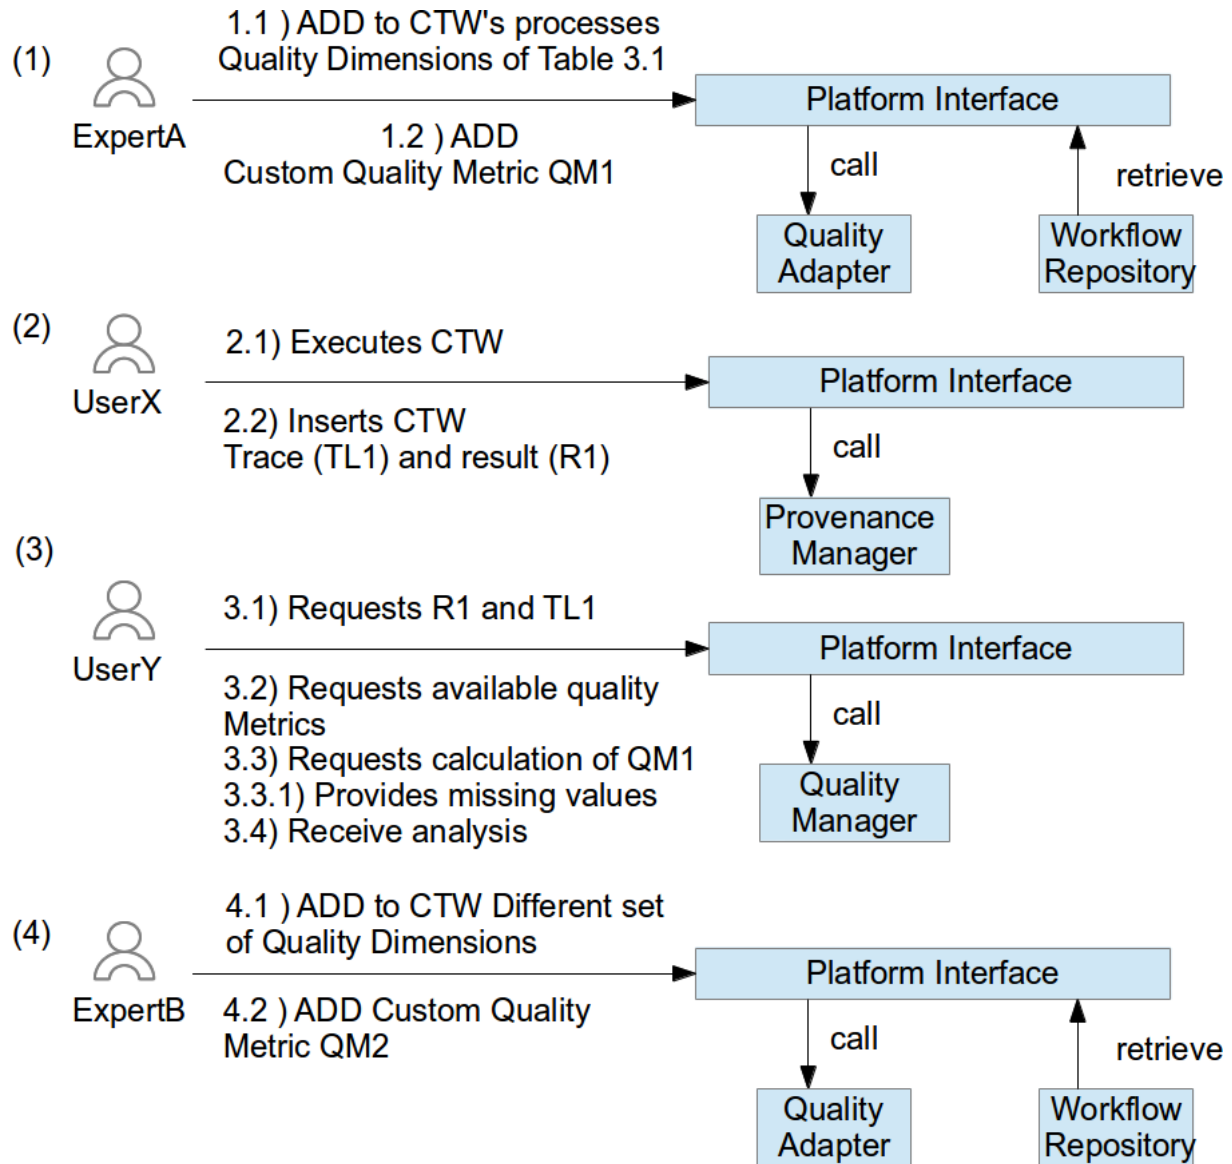 (1)
1.1 ) ADD to CTW's processes
Quality Dimensions of Table 3.1
ExpertA
1.2 ) ADD
Custom Quality Metric QM1
Platform Interface
call
retrieve
Quality
Adapter
Workflow
Repository
(2)
2.1) Executes CTW
UserX
2.2) Inserts CTW
Trace (TL1) and result (R1)
Platform Interface
call
Provenance
Manager
(3)
3.1) Requests R1 and TL1
UserY
3.2) Requests available quality
Metrics
3.3) Requests calculation of QM1
3.3.1) Provides missing values
3.4) Receive analysis
Platform Interface
call
Quality
Manager
(4)
4.1 ) ADD to CTW Different set
of Quality Dimensions
ExpertB
4.2 ) ADD Custom Quality
Metric QM2
Platform Interface
call
retrieve
Quality
Adapter
Workflow
Repository